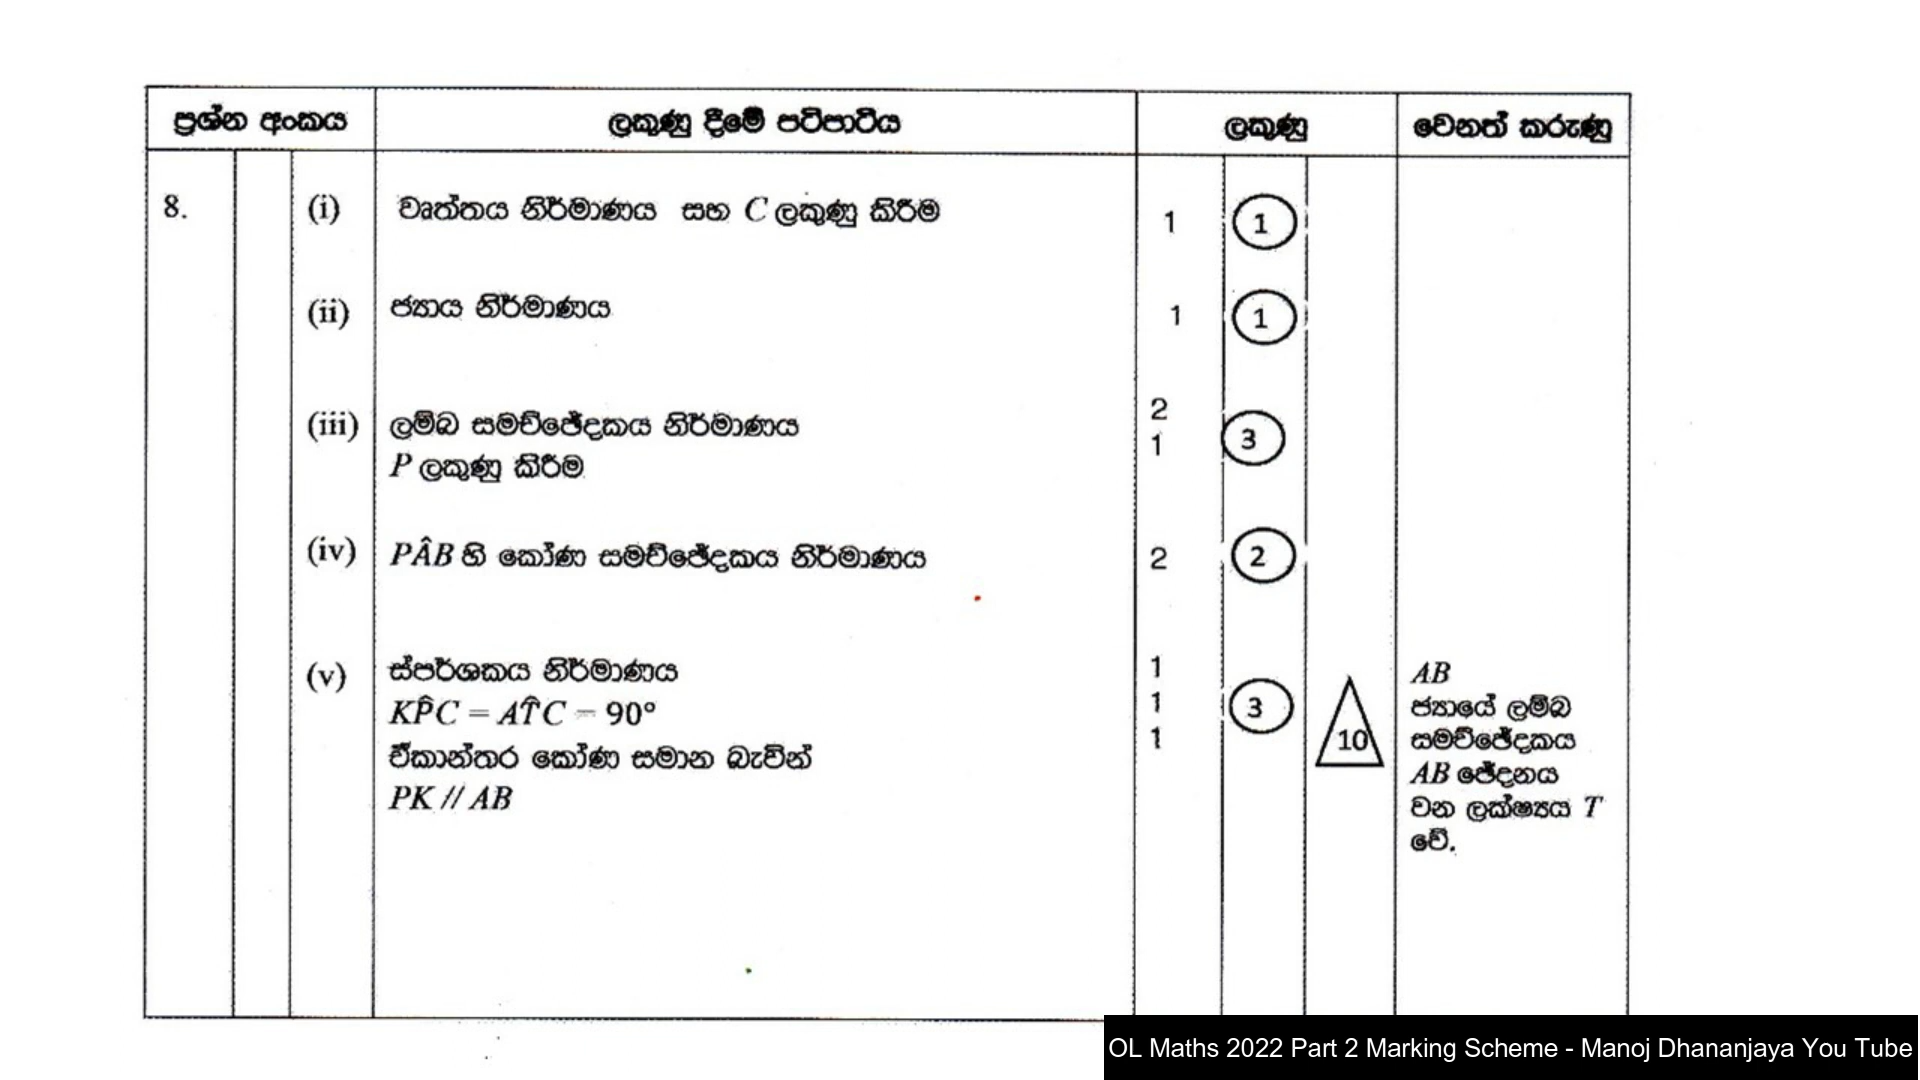 ප්‍රශ්න අංකය ලකුණු දීමේ පටිපාටිය ලකුණු වෙනත් කරුණු
8. (i) වෘත්තය නිර්මාණය සහ C ලකුණු කිරීම 1 1
(ii) ජ්‍යාය නිර්මාණය 1 1
(iii) ලම්බ සමච්ඡේදකය නිර්මාණය 2 3
P ලකුණු කිරීම 1
(iv) PÂB හි කෝණ සමච්ඡේදකය නිර්මාණය 2 2
(v) ස්පර්ශකය නිර්මාණය 1 3 10
KP̂C = AT̂C = 90° 1
ඒකාන්තර කෝණ සමාන බැවින් 1
PK // AB
AB
ජ්‍යායේ ලම්බ
සමච්ඡේදකය
AB ඡේදනය
වන ලක්ෂ්‍යය T
වේ.
OL Maths 2022 Part 2 Marking Scheme - Manoj Dhananjaya You Tube